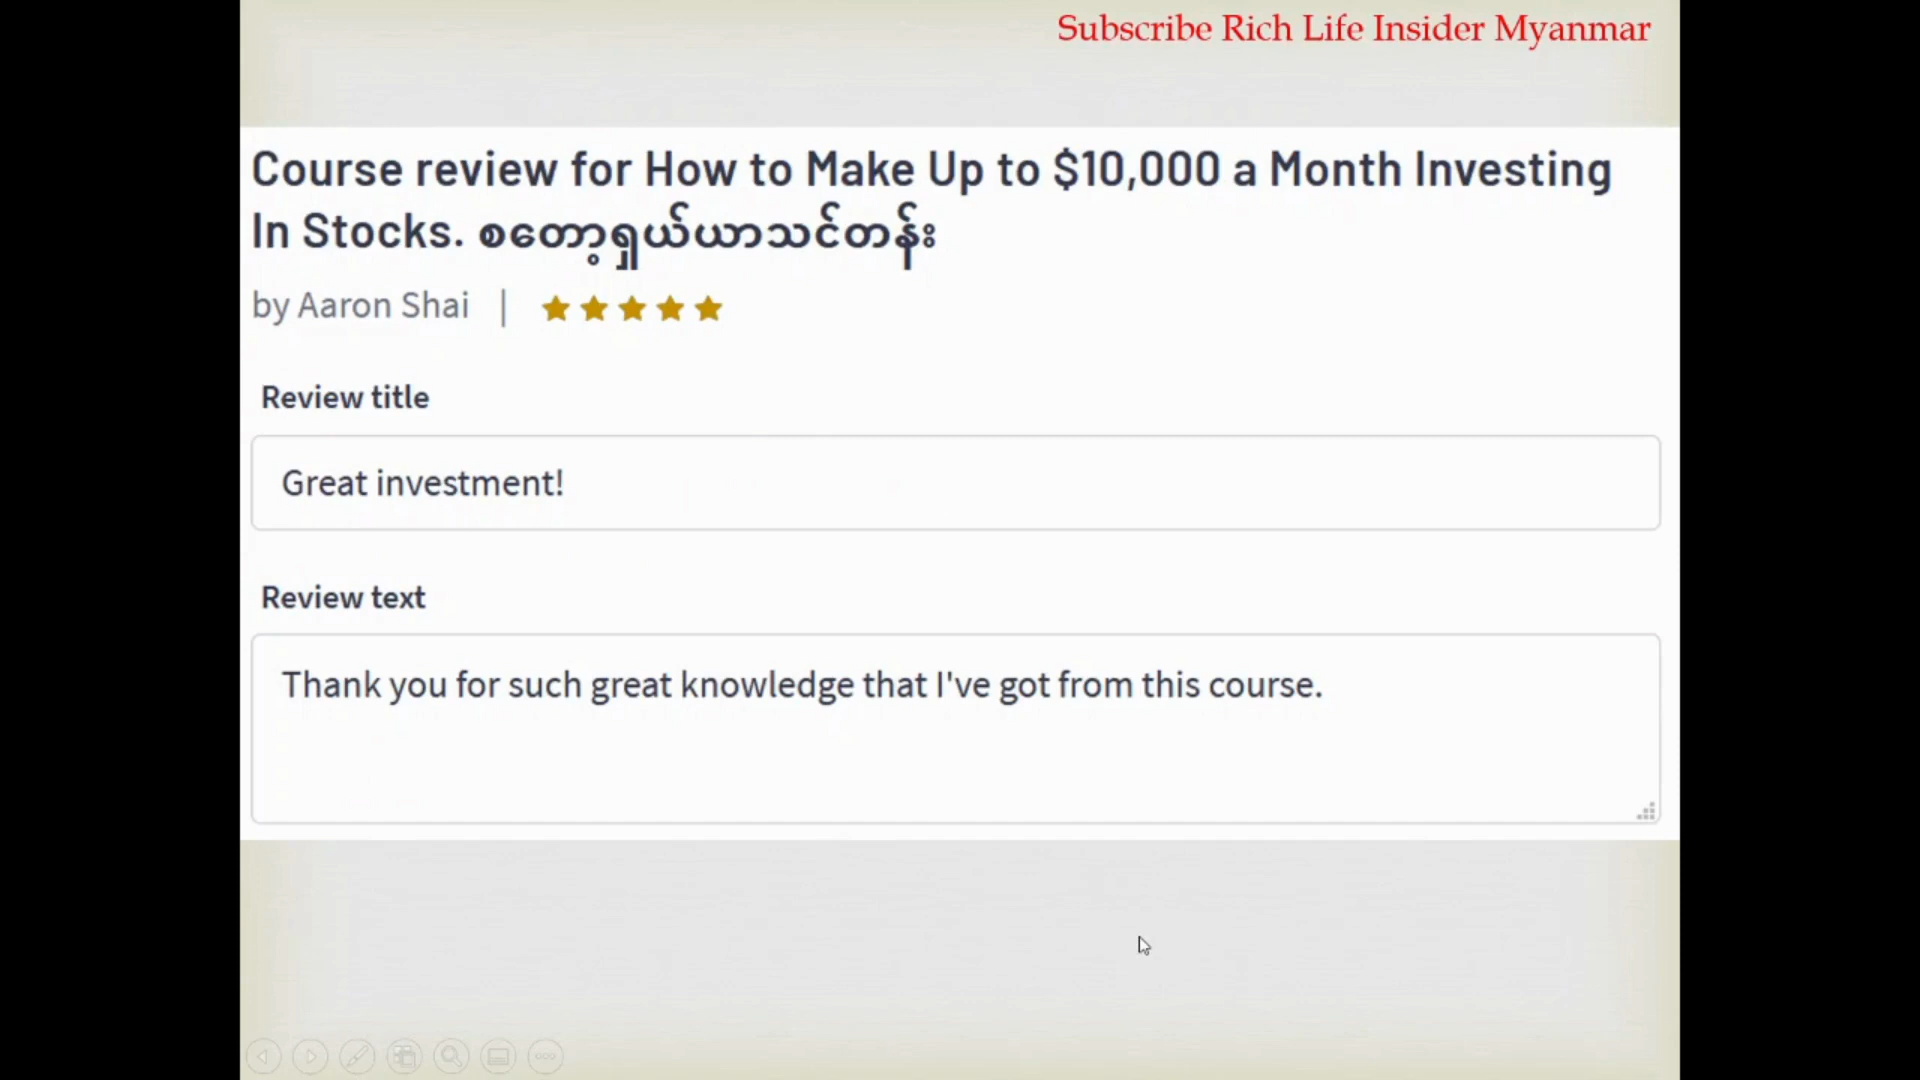 Subscribe Rich Life Insider Myanmar
Course review for How to Make Up to $10,000 a Month Investing
In Stocks. စတော့ရှယ်ယာသင်တန်း
by Aaron Shai |
Review title
Great investment!
Review text
Thank you for such great knowledge that I've got from this course.